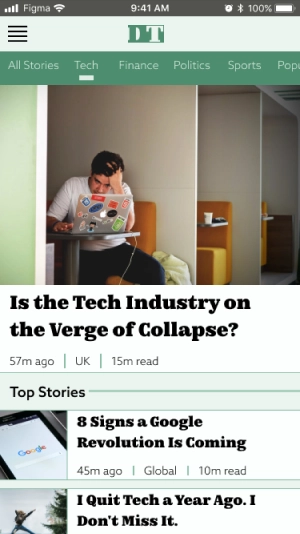 Figma 9:41 AM 100%
DT
All Stories Tech Finance Politics Sports Popu
Is the Tech Industry on
the Verge of Collapse?
57m ago | UK | 15m read
Top Stories
Google
8 Signs a Google
Revolution Is Coming
45m ago | Global | 10m read
I Quit Tech a Year Ago. I
Don't Miss It.